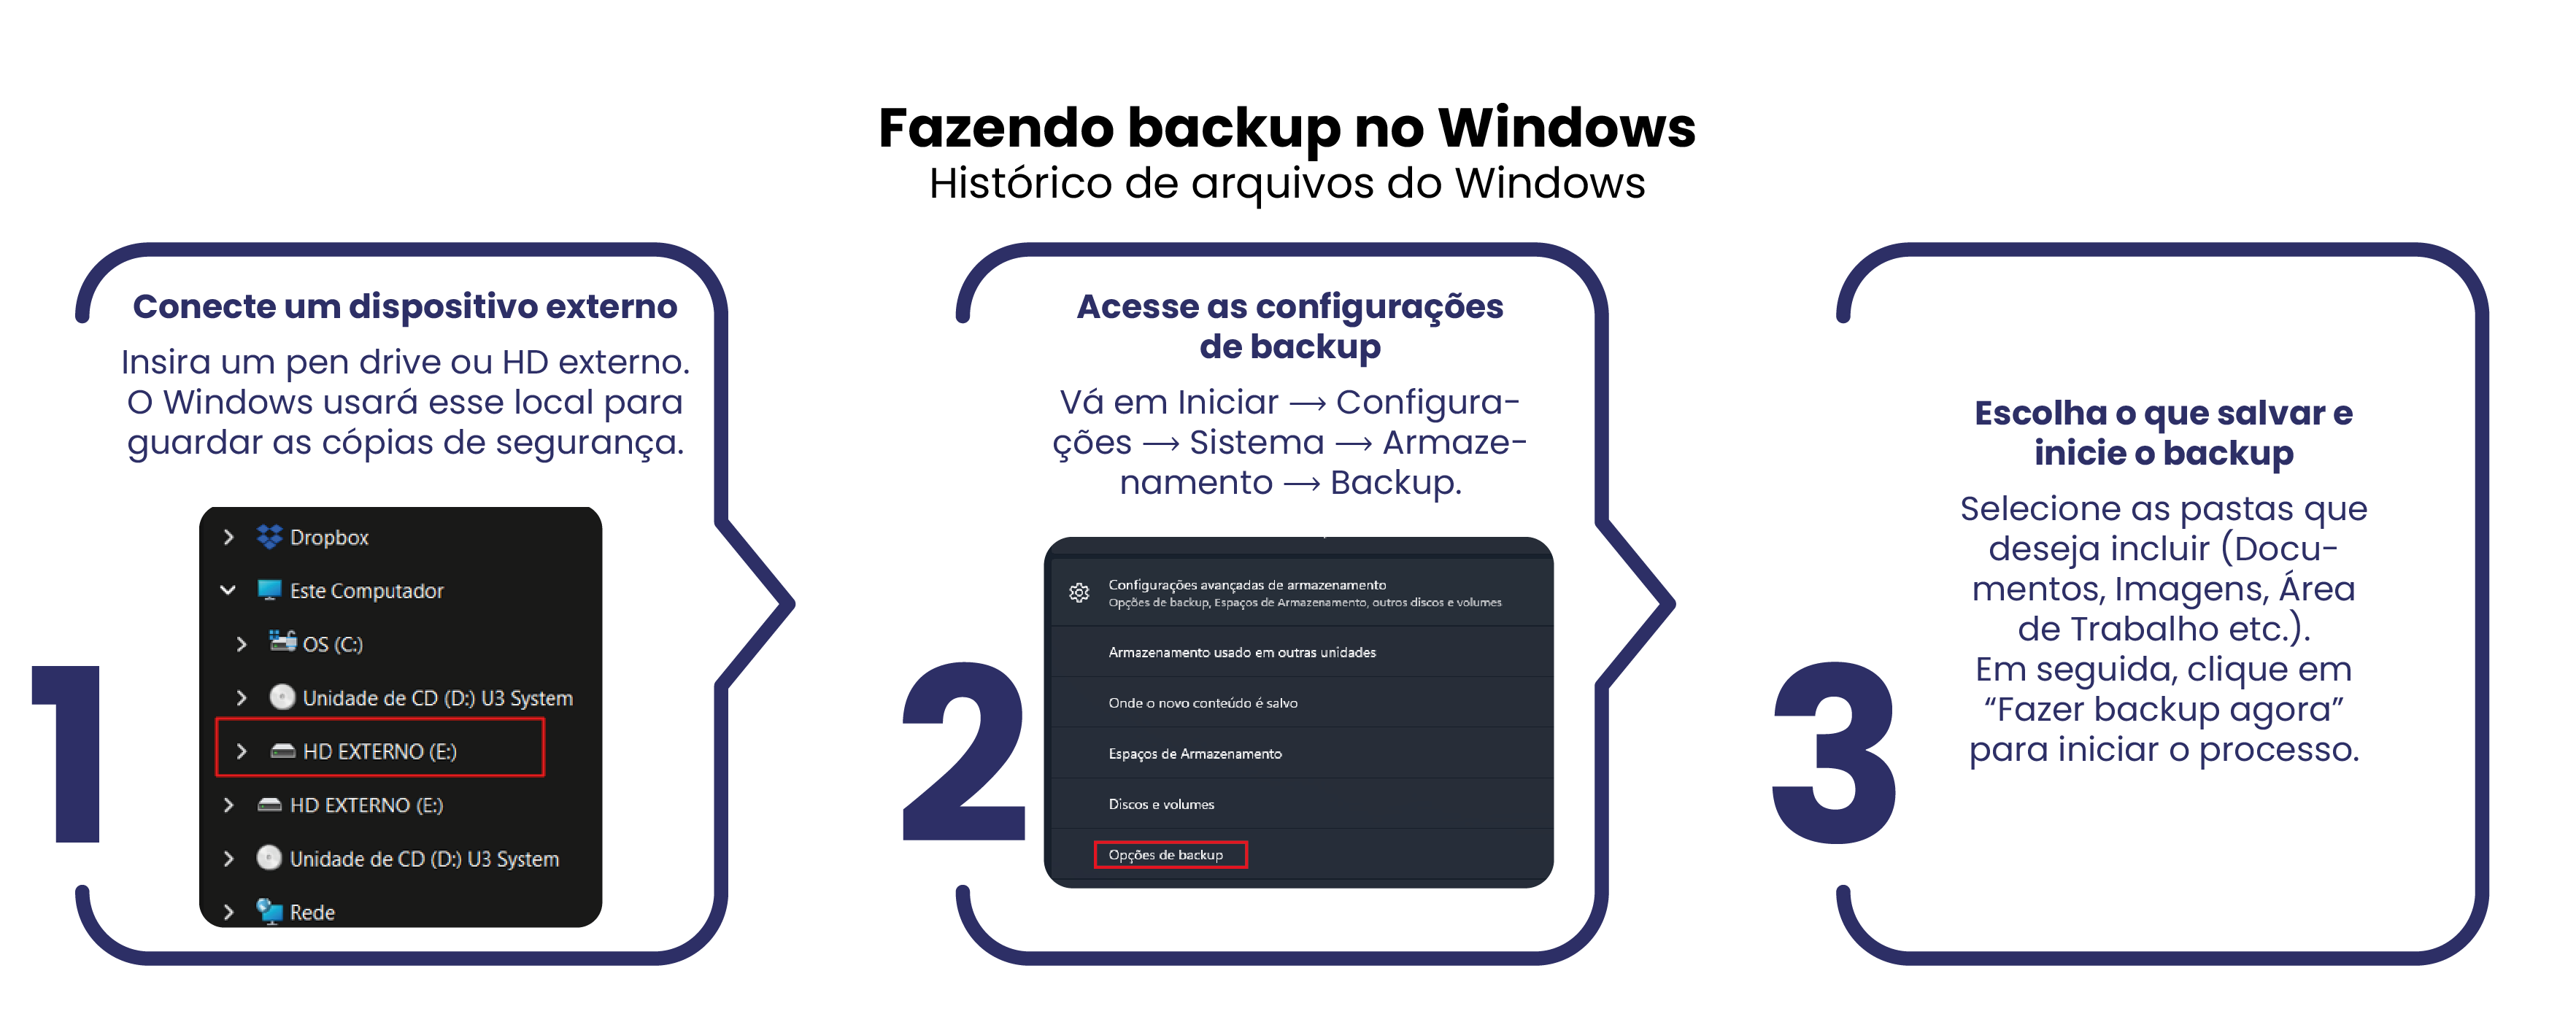 Fazendo backup no Windows
Histórico de arquivos do Windows
1
Conecte um dispositivo externo
Insira um pen drive ou HD externo.
O Windows usará esse local para
guardar as cópias de segurança.
Dropbox
Este Computador
OS (C:)
Unidade de CD (D:) U3 System
HD EXTERNO (E:)
HD EXTERNO (E:)
Unidade de CD (D:) U3 System
Rede
2
Acesse as configurações
de backup
Vá em Iniciar → Configura-
ções → Sistema → Armaze-
namento → Backup.
Configurações avançadas de armazenamento
Opções de backup, Espaços de Armazenamento, outros discos e volumes
Armazenamento usado em outras unidades
Onde o novo conteúdo é salvo
Espaços de Armazenamento
Discos e volumes
Opções de backup
3
Escolha o que salvar e
inicie o backup
Selecione as pastas que
deseja incluir (Docu-
mentos, Imagens, Área
de Trabalho etc.).
Em seguida, clique em
“Fazer backup agora”
para iniciar o processo.